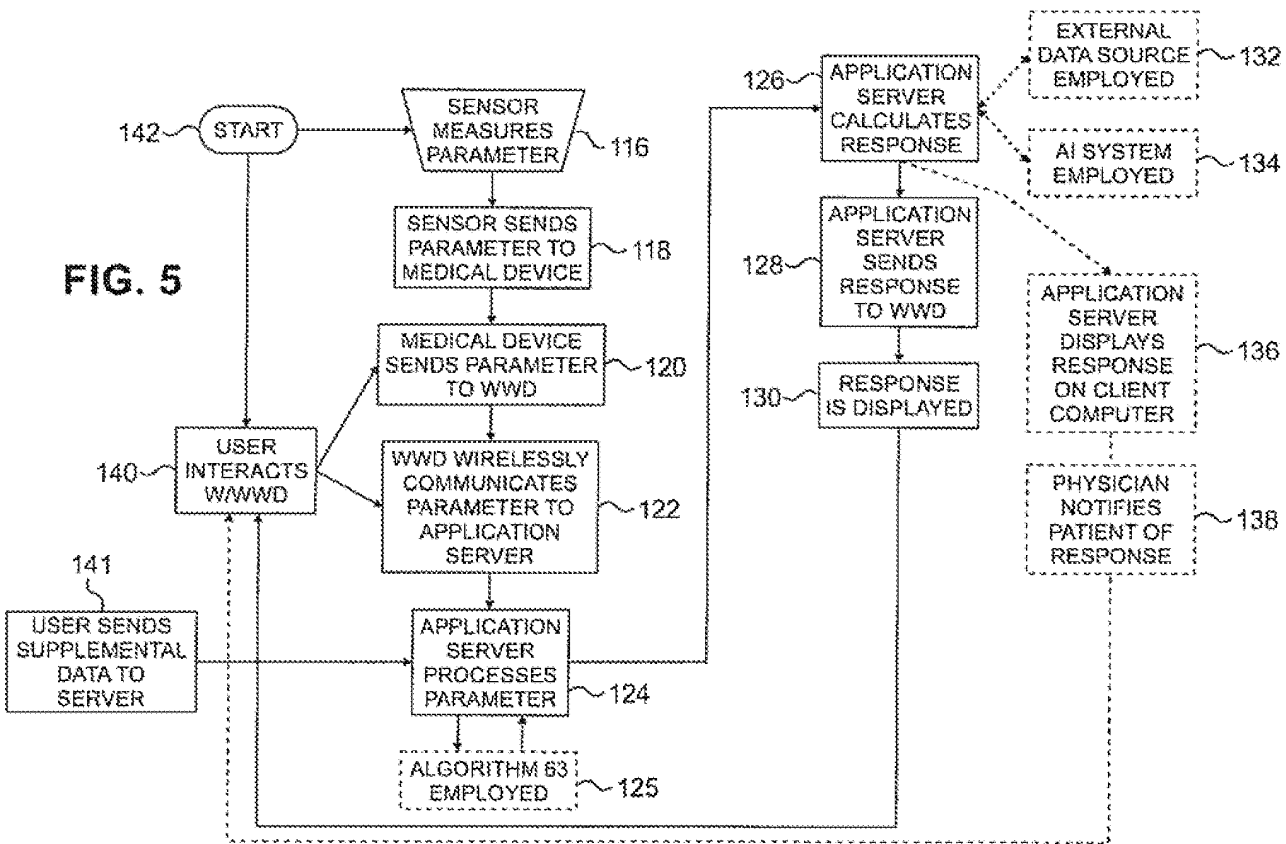 FIG. 5
142
START
SENSOR
MEASURES
PARAMETER
116
SENSOR SENDS
PARAMETER TO
MEDICAL DEVICE
118
MEDICAL DEVICE
SENDS PARAMETER
TO WWD
120
140
USER
INTERACTS
W/WWD
WWD WIRELESSLY
COMMUNICATES
PARAMETER TO
APPLICATION
SERVER
122
141
USER SENDS
SUPPLEMENTAL
DATA TO
SERVER
APPLICATION
SERVER
PROCESSES
PARAMETER
124
ALGORITHM 63
EMPLOYED
125
126
APPLICATION
SERVER
CALCULATES
RESPONSE
EXTERNAL
DATA SOURCE
EMPLOYED
132
AI SYSTEM
EMPLOYED
134
128
APPLICATION
SERVER
SENDS
RESPONSE
TO WWD
130
RESPONSE
IS DISPLAYED
APPLICATION
SERVER
DISPLAYS
RESPONSE
ON CLIENT
COMPUTER
136
PHYSICIAN
NOTIFIES
PATIENT OF
RESPONSE
138